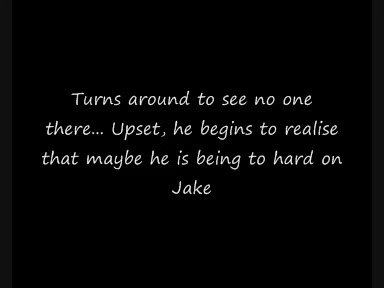 Turns around to see no one
there... Upset, he begins to realise
that maybe he is being to hard on
Jake